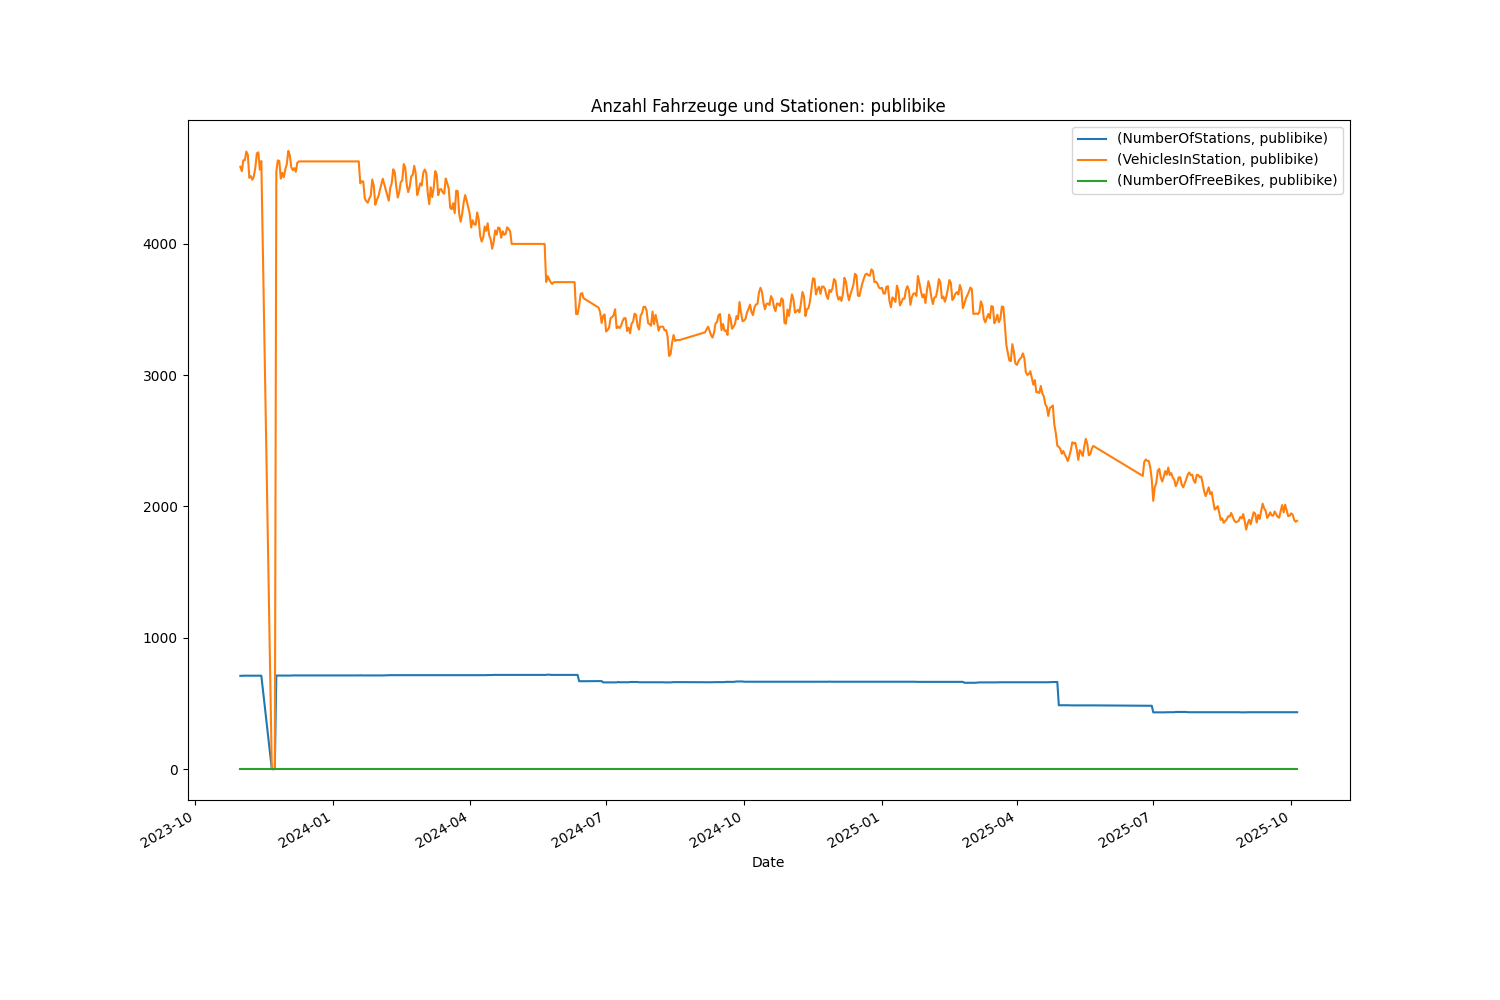 Anzahl Fahrzeuge und Stationen: publibike
(NumberOfStations, publibike)
(VehiclesInStation, publibike)
(NumberOfFreeBikes, publibike)
4000
3000
2000
1000
0
2023-10
2024-01
2024-04
2024-07
2024-10
2025-01
2025-04
2025-07
2025-10
Date